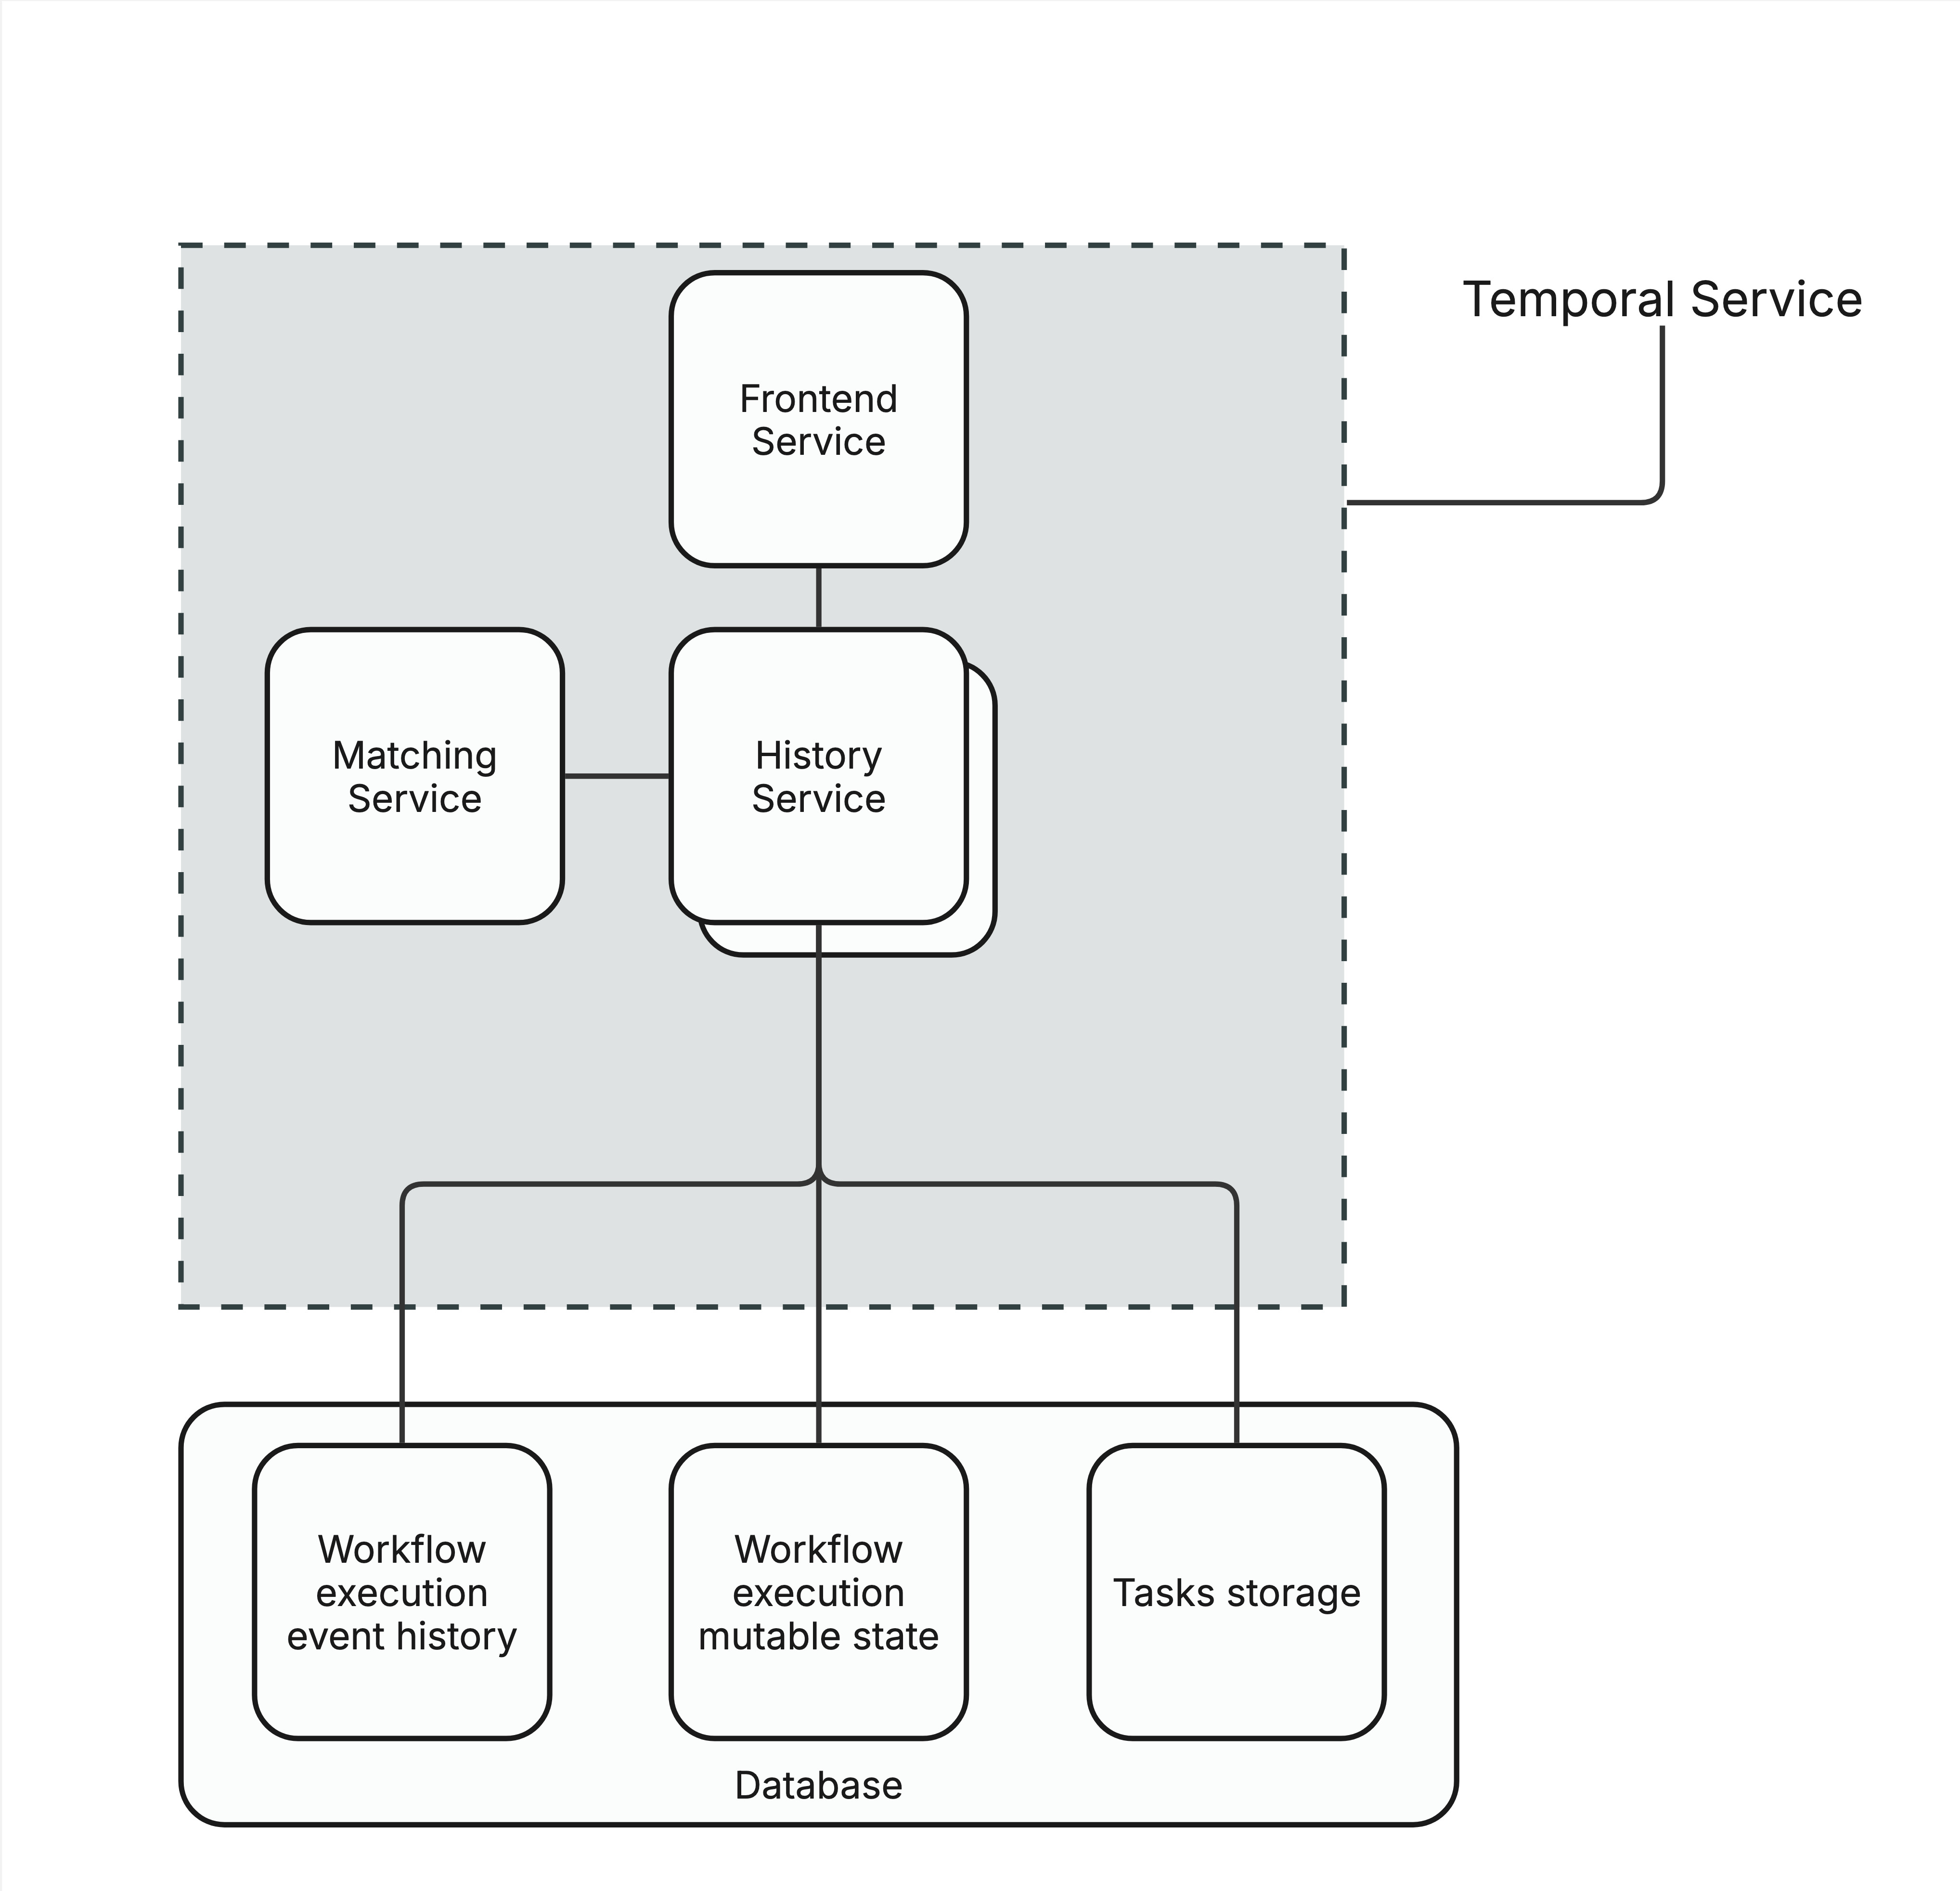 Temporal Service
Frontend
Service
Matching
Service
History
Service
Workflow
execution
event history
Workflow
execution
mutable state
Tasks storage
Database